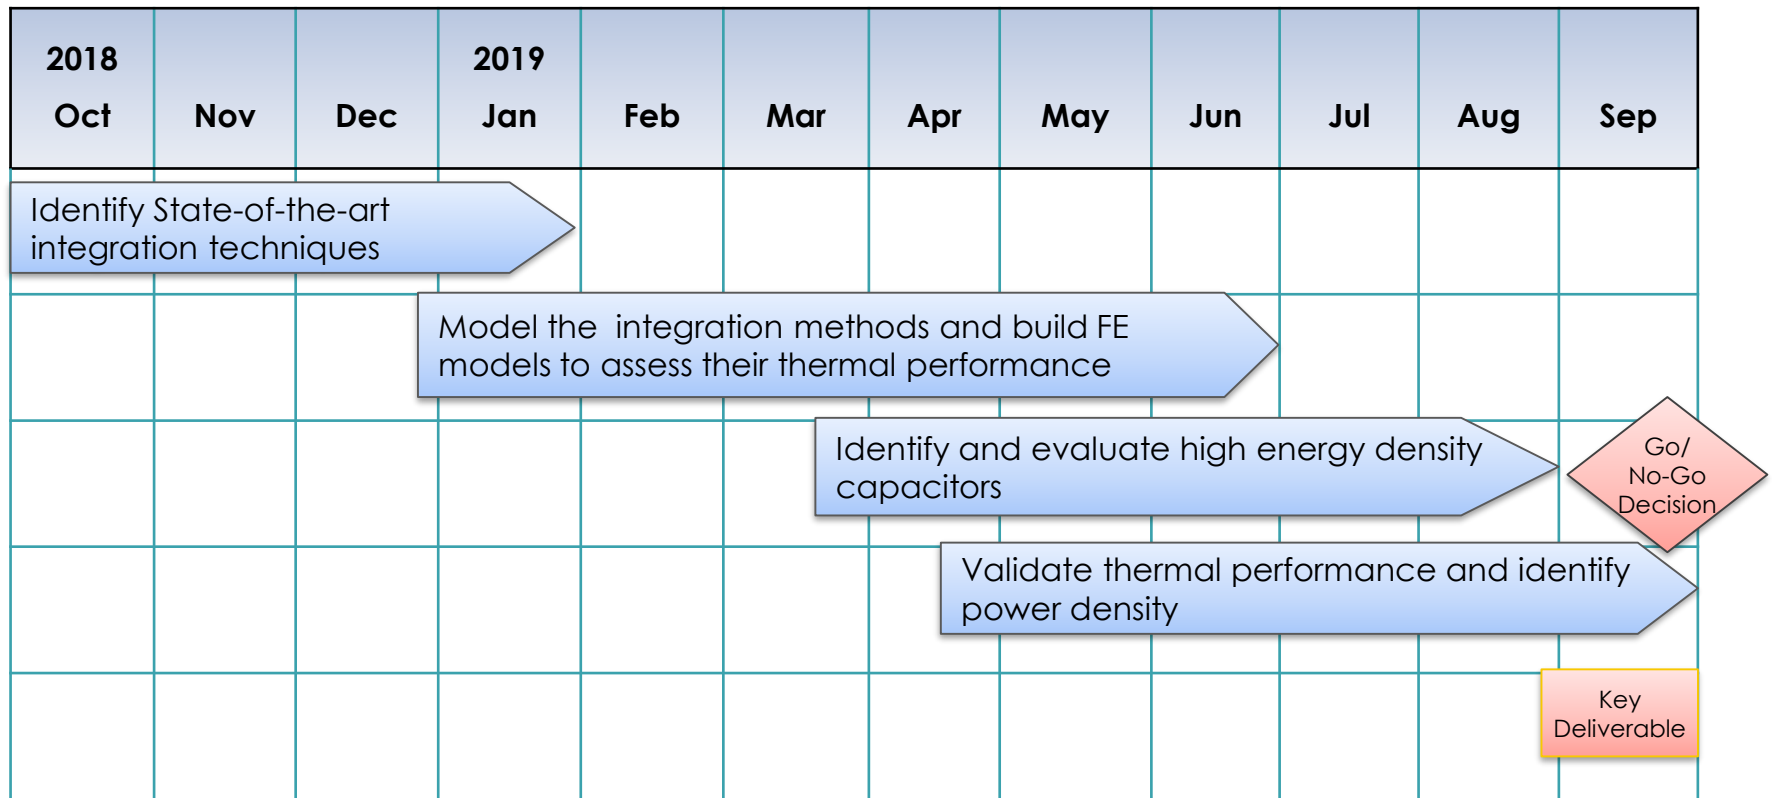 2018
2019
Oct Nov Dec Jan Feb Mar Apr May Jun Jul Aug Sep
Identify State-of-the-art
integration techniques
Model the  integration methods and build FE
models to assess their thermal performance
Identify and evaluate high energy density
capacitors
Go/
No-Go
Decision
Validate thermal performance and identify
power density
Key
Deliverable